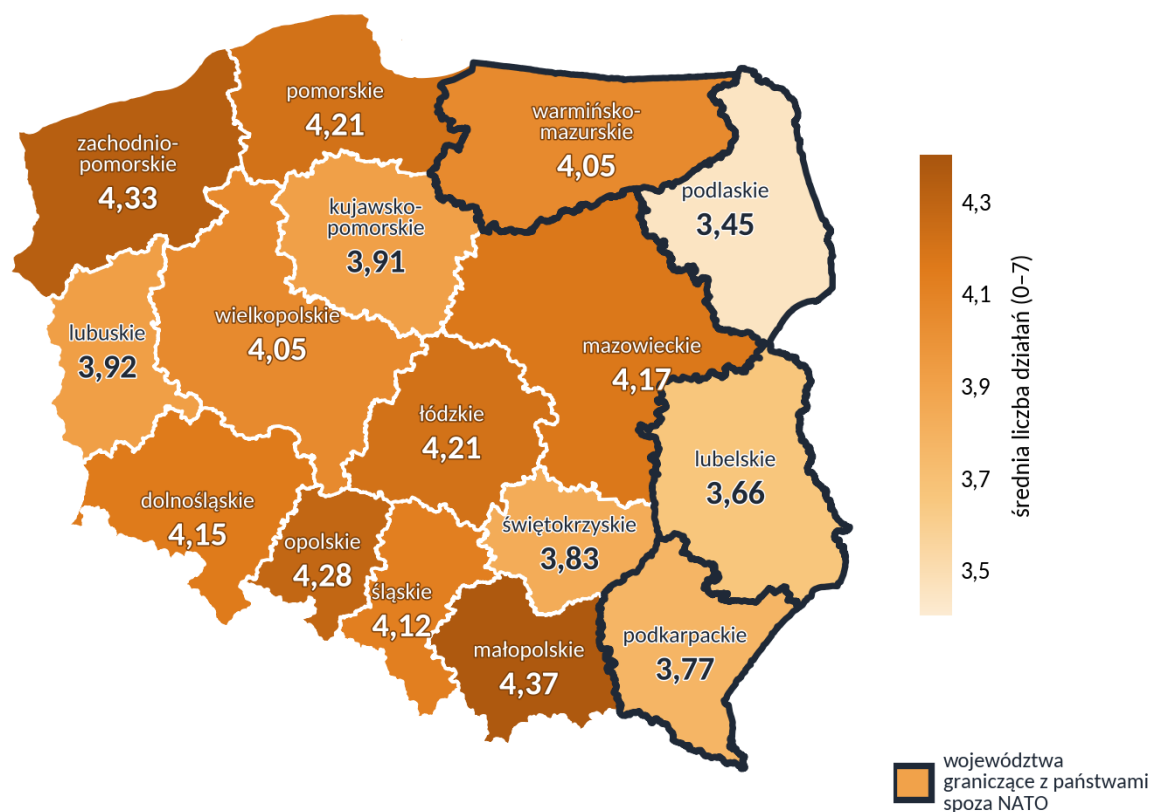 pomorskie
4,21
warmińsko-
mazurskie
4,05
zachodnio-
pomorskie
4,33
podlaskie
3,45
kujawsko-
pomorskie
3,91
lubuskie
3,92
wielkopolskie
4,05
mazowieckie
4,17
łódzkie
4,21
lubelskie
3,66
dolnośląskie
4,15
opolskie
4,28
świętokrzyskie
3,83
śląskie
4,12
małopolskie
4,37
podkarpackie
3,77
4,3
4,1
3,9
3,7
3,5
średnia liczba działań (0–7)
województwa
graniczące z państwami
spoza NATO